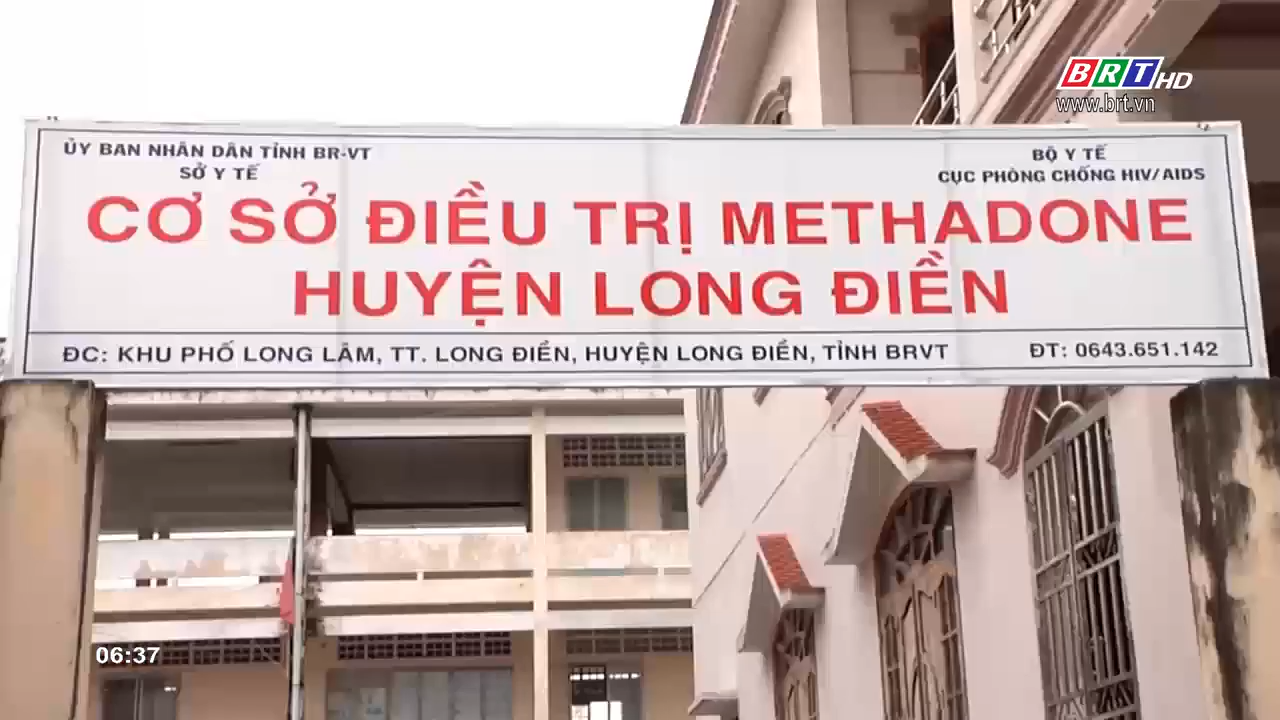 BRT HD
www.brt.vn
ỦY BAN NHÂN DÂN TỈNH BR-VT
SỞ Y TẾ
BỘ Y TẾ
CỤC PHÒNG CHỐNG HIV/AIDS
CƠ SỞ ĐIỀU TRỊ METHADONE
HUYỆN LONG ĐIỀN
ĐC: KHU PHỐ LONG LÂM, TT. LONG ĐIỀN, HUYỆN LONG ĐIỀN, TỈNH BRVT
ĐT: 0643.651.142
06:37